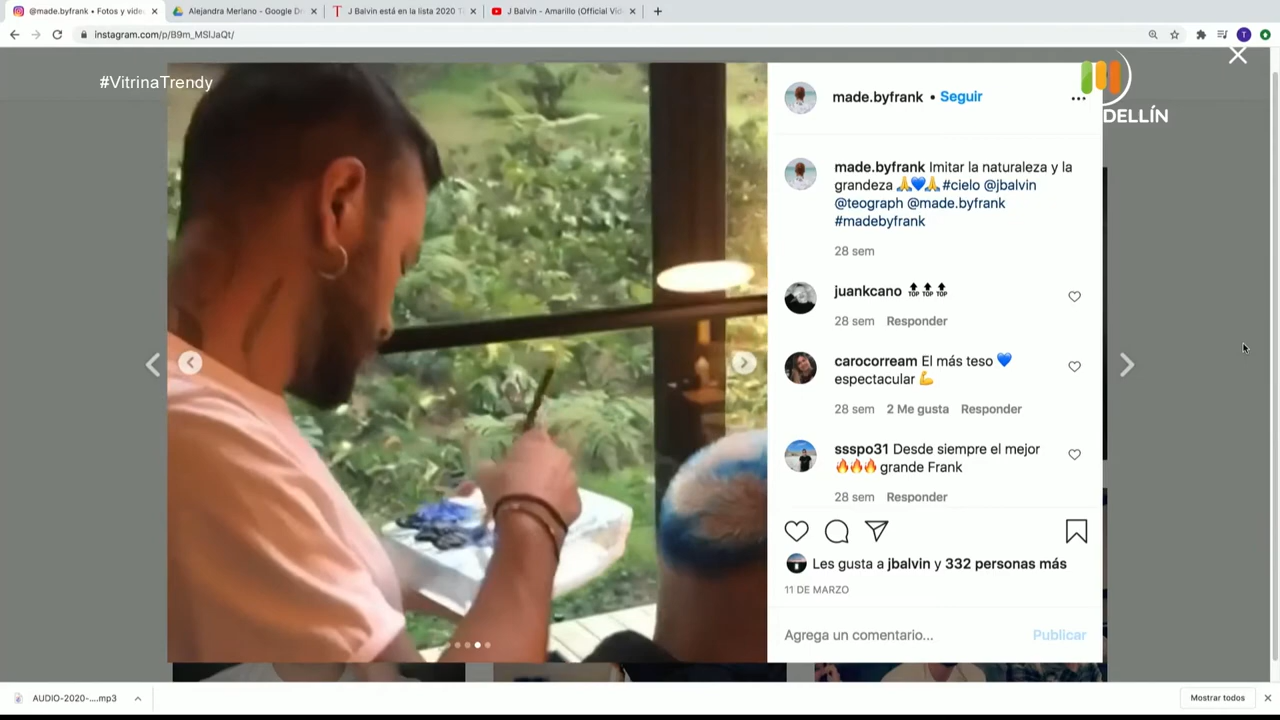 @made.byfrank • Fotos y vide
Alejandra Merlano - Google Dr
J Balvin está en la lista 2020 T
J Balvin - Amarillo (Official Vid
instagram.com/p/B9m_MSlJaQt/
T
#VitrinaTrendy
DELLÍN
made.byfrank • Seguir
made.byfrank Imitar la naturaleza y la
grandeza 🙏💙🙏 #cielo @jbalvin
@teograph @made.byfrank
#madebyfrank
28 sem
juankcano 🔝🔝🔝
28 sem Responder
carocorream El más teso 💙
espectacular 💪
28 sem 2 Me gusta Responder
ssspo31 Desde siempre el mejor
🔥🔥🔥 grande Frank
28 sem Responder
Les gusta a jbalvin y 332 personas más
11 DE MARZO
Agrega un comentario... Publicar
AUDIO-2020-....mp3
Mostrar todos